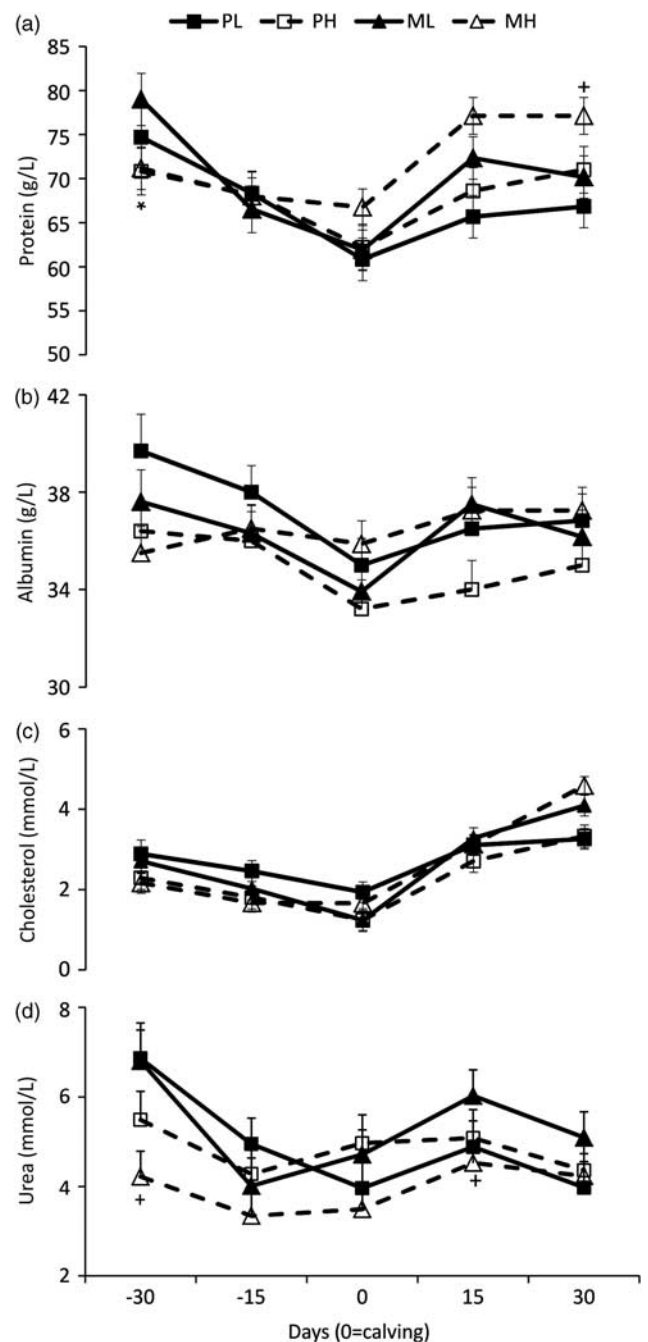 (a) PL PH ML MH
85
80
75
70
65
60
55
50
Protein (g/L)
*
+
(b)
42
38
34
30
Albumin (g/L)
(c)
6
4
2
0
Cholesterol (mmol/L)
(d)
8
6
4
2
Urea (mmol/L)
+
+
-30 -15 0 15 30
Days (0=calving)